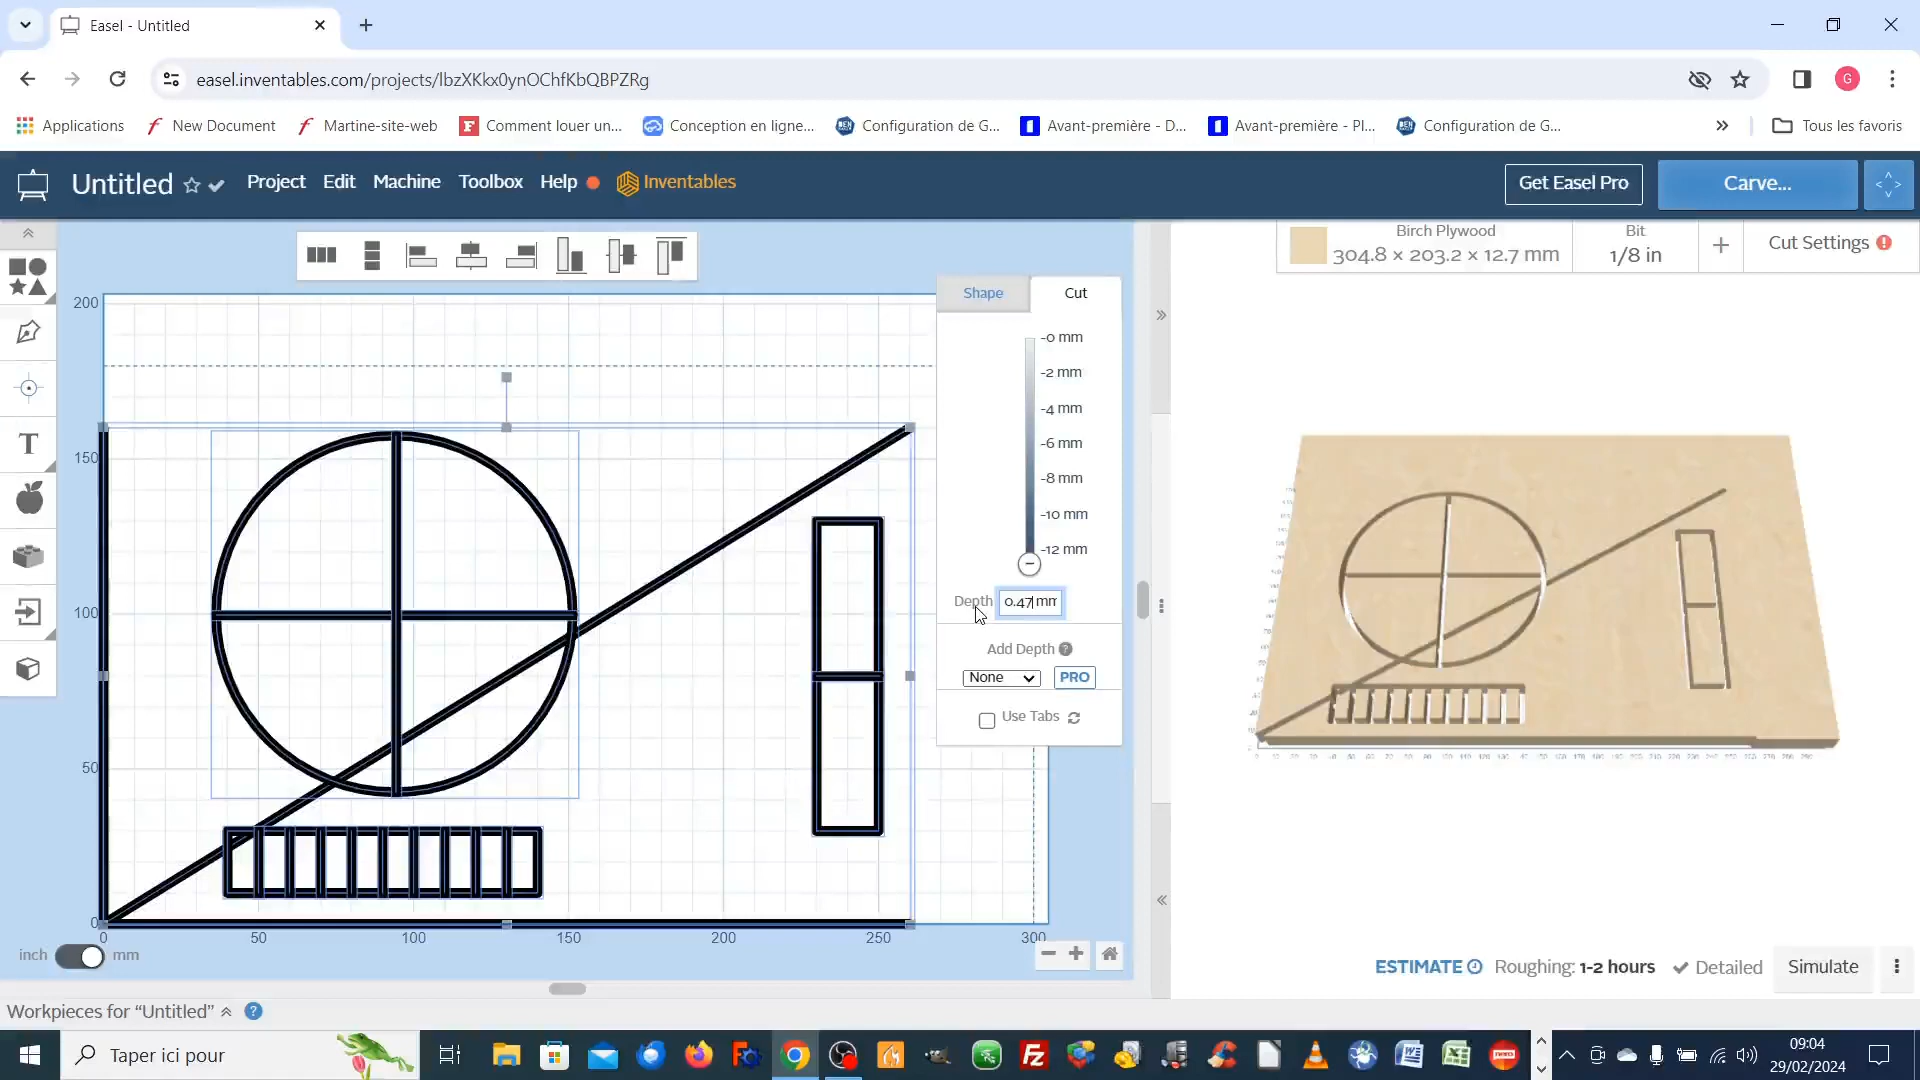 Easel - Untitled
easel.inventables.com/projects/lbzXKkx0ynOChfKbQBPZRg
G
Applications
New Document
Martine-site-web
Comment louer un...
Conception en ligne...
Configuration de G...
Avant-première - D...
Avant-première - Pl...
Configuration de G...
Tous les favoris
Untitled
Project
Edit
Machine
Toolbox
Help
Inventables
Get Easel Pro
Carve...
Birch Plywood
304.8 × 203.2 × 12.7 mm
Bit
1/8 in
Cut Settings
Shape
Cut
-0 mm
-2 mm
-4 mm
-6 mm
-8 mm
-10 mm
-12 mm
Depth 0.47 mm
Add Depth
None
PRO
Use Tabs
200
150
100
50
0
0 50 100 150 200 250 300
inch mm
ESTIMATE
Roughing: 1-2 hours
Detailed
Simulate
Workpieces for “Untitled”
Taper ici pour
09:04
29/02/2024